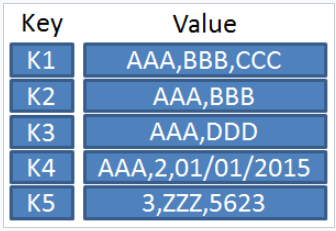 Key Value
K1 AAA,BBB,CCC
K2 AAA,BBB
K3 AAA,DDD
K4 AAA,2,01/01/2015
K5 3,ZZZ,5623